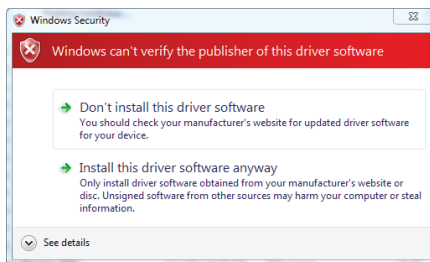 Windows Security
Windows can't verify the publisher of this driver software
Don't install this driver software
You should check your manufacturer's website for updated driver software
for your device.
Install this driver software anyway
Only install driver software obtained from your manufacturer's website or
disc. Unsigned software from other sources may harm your computer or steal
information.
See details